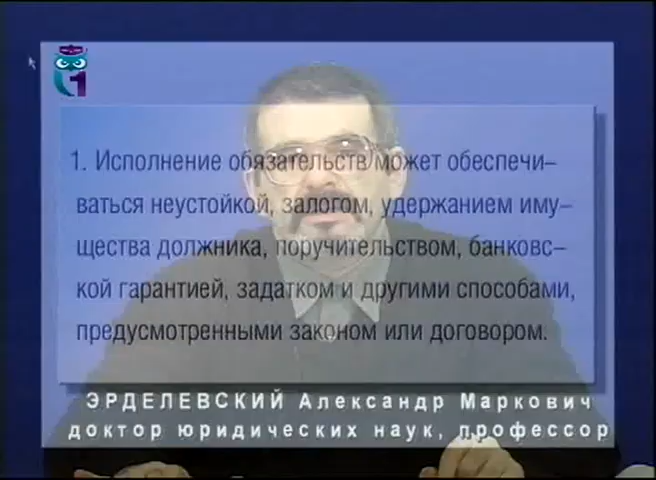 1
1. Исполнение обязательств может обеспечи–
ваться неустойкой, залогом, удержанием иму–
щества должника, поручительством, банковс–
кой гарантией, задатком и другими способами,
предусмотренными законом или договором.
ЭРДЕЛЕВСКИЙ Александр Маркович
доктор юридических наук, профессор